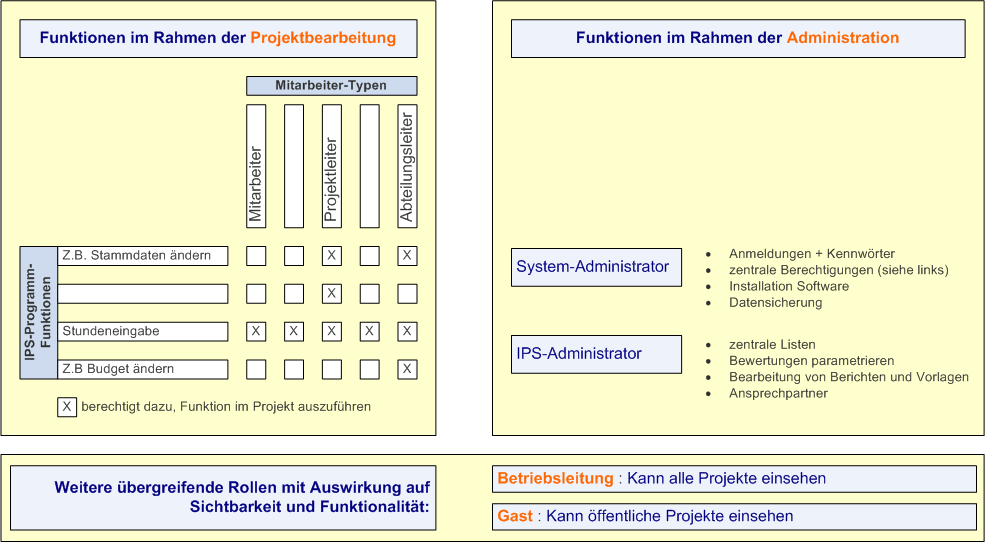 Funktionen im Rahmen der Projektbearbeitung
Mitarbeiter-Typen
Mitarbeiter
Projektleiter
Abteilungsleiter
IPS-Programm-
Funktionen
Z.B. Stammdaten ändern
X X
X
Stundeneingabe
X X X X X
Z.B Budget ändern
X
X berechtigt dazu, Funktion im Projekt auszuführen
Funktionen im Rahmen der Administration
System-Administrator
• Anmeldungen + Kennwörter
• zentrale Berechtigungen (siehe links)
• Installation Software
• Datensicherung
IPS-Administrator
• zentrale Listen
• Bewertungen parametrieren
• Bearbeitung von Berichten und Vorlagen
• Ansprechpartner
Weitere übergreifende Rollen mit Auswirkung auf
Sichtbarkeit und Funktionalität:
Betriebsleitung : Kann alle Projekte einsehen
Gast : Kann öffentliche Projekte einsehen